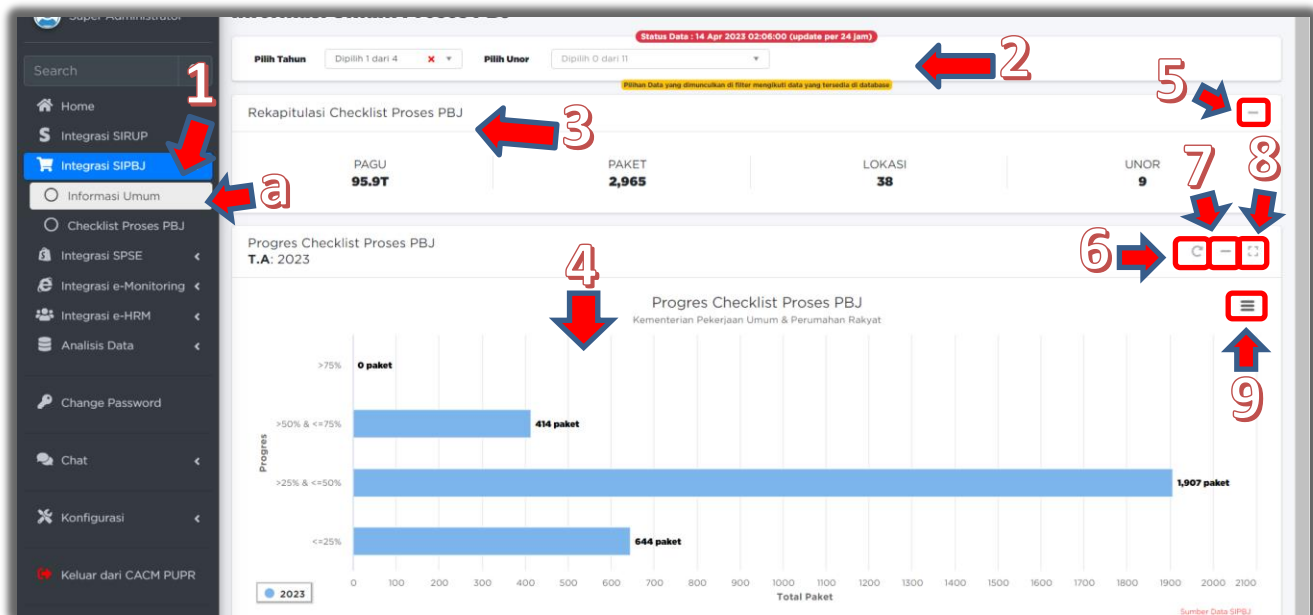 Super Administrator
Search
1
Home
Integrasi SIRUP
Integrasi SIPBJ
Informasi Umum
a
Checklist Proses PBJ
Integrasi SPSE
Integrasi e-Monitoring
Integrasi e-HRM
Analisis Data
Change Password
Chat
Konfigurasi
Keluar dari CACM PUPR
Informasi Umum Proses PBJ
Status Data : 14 Apr 2023 02:06:00 (update per 24 jam)
Pilih Tahun
Dipilih 1 dari 4
Pilih Unor
Dipilih 0 dari 11
2
Pilihan Data yang dimunculkan di filter mengikuti data yang tersedia di database
Rekapitulasi Checklist Proses PBJ
3
5
PAGU
95.9T
PAKET
2,965
LOKASI
38
UNOR
9
Progres Checklist Proses PBJ
T.A: 2023
4
6
7
8
Progres Checklist Proses PBJ
Kementerian Pekerjaan Umum & Perumahan Rakyat
9
Progres
>75%
0 paket
>50% & <=75%
414 paket
>25% & <=50%
1,907 paket
<=25%
644 paket
0 100 200 300 400 500 600 700 800 900 1000 1100 1200 1300 1400 1500 1600 1700 1800 1900 2000 2100
Total Paket
2023
Sumber Data SIPBJ